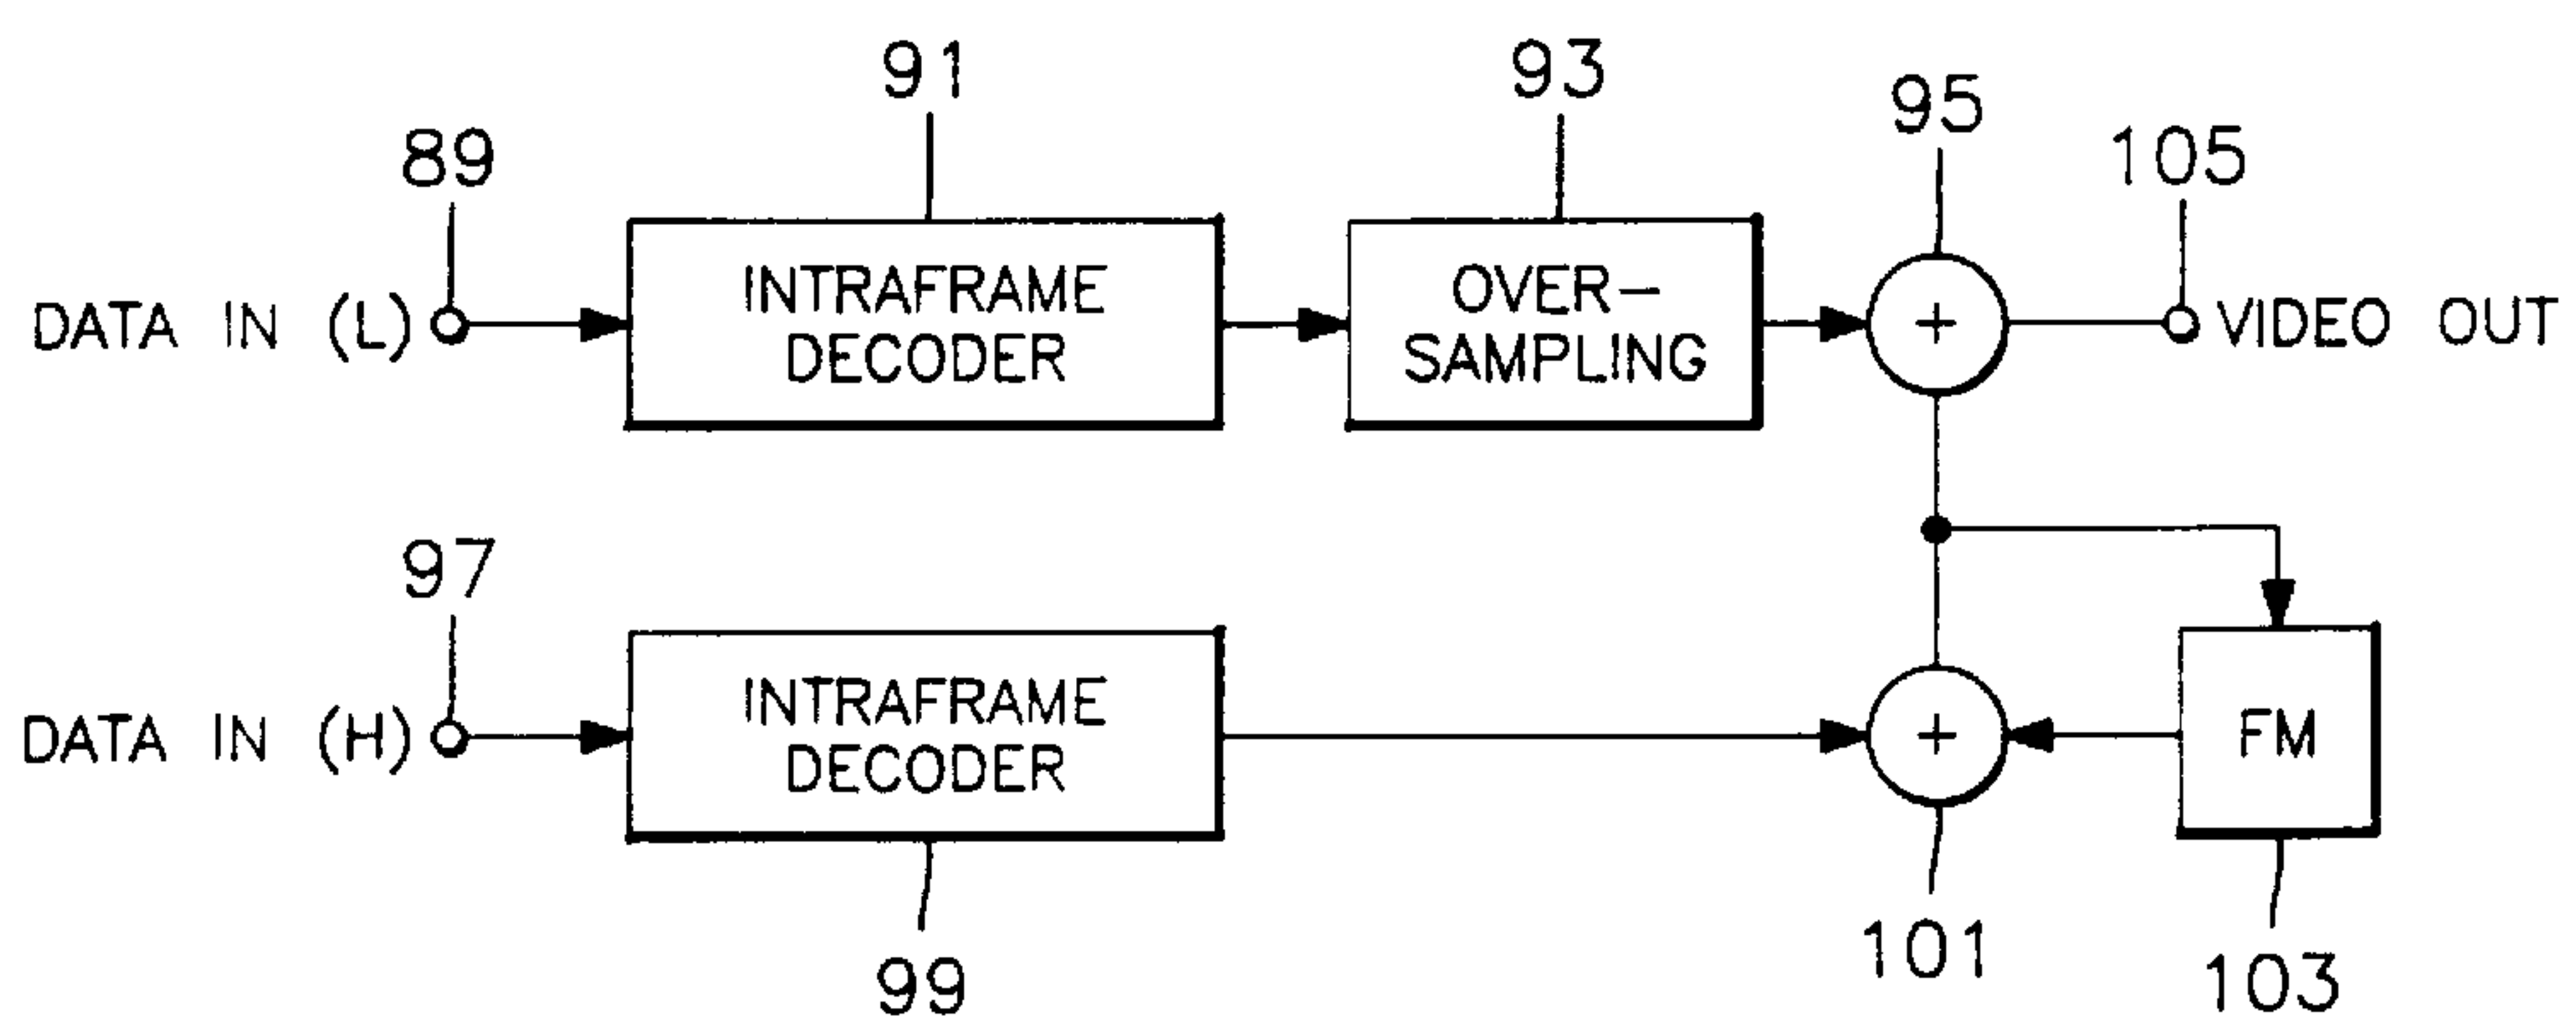 91
93
95
105
89
DATA IN (L)
INTRAFRAME
DECODER
OVER-
SAMPLING
+
VIDEO OUT
97
DATA IN (H)
INTRAFRAME
DECODER
+
FM
99
101
103